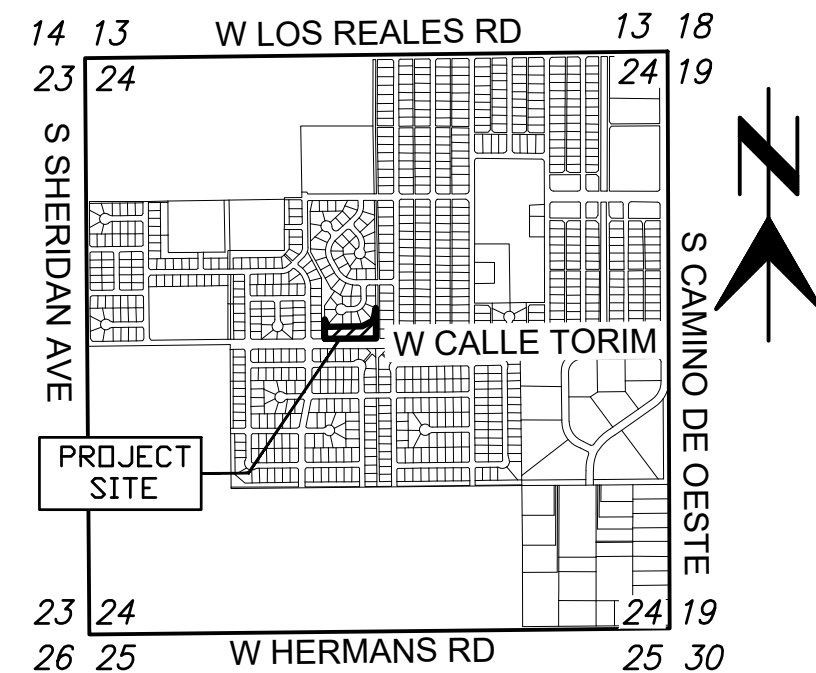 14 13 W LOS REALES RD 13 18
23 24 24 19
N
S SHERIDAN AVE
S CAMINO DE OESTE
W CALLE TORIM
PROJECT
SITE
23 24 24 19
26 25 W HERMANS RD 25 30